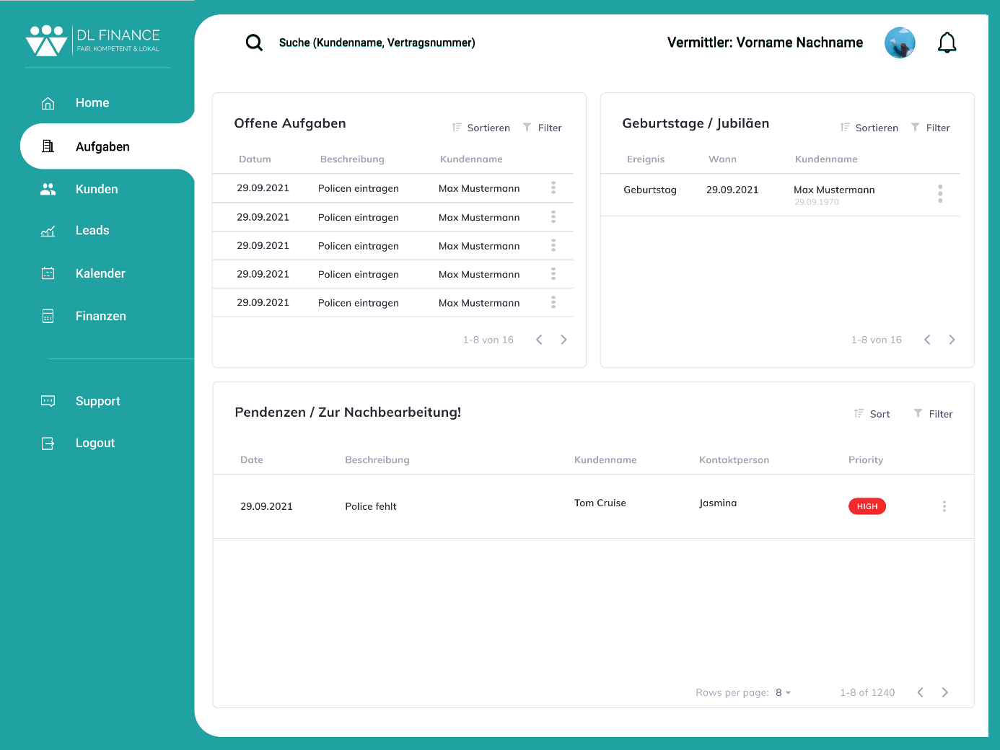 DL FINANCE
FAIR, KOMPETENT & LOKAL
Suche (Kundenname, Vertragsnummer)
Vermittler: Vorname Nachname
Home
Aufgaben
Kunden
Leads
Kalender
Finanzen
Support
Logout
Offene Aufgaben
Sortieren Filter
Datum Beschreibung Kundenname
29.09.2021 Policen eintragen Max Mustermann
29.09.2021 Policen eintragen Max Mustermann
29.09.2021 Policen eintragen Max Mustermann
29.09.2021 Policen eintragen Max Mustermann
29.09.2021 Policen eintragen Max Mustermann
1-8 von 16
Geburtstage / Jubiläen
Sortieren Filter
Ereignis Wann Kundenname
Geburtstag 29.09.2021 Max Mustermann
29.09.1970
1-8 von 16
Pendenzen / Zur Nachbearbeitung!
Sort Filter
Date Beschreibung Kundenname Kontaktperson Priority
29.09.2021 Police fehlt Tom Cruise Jasmina HIGH
Rows per page: 8 1-8 of 1240